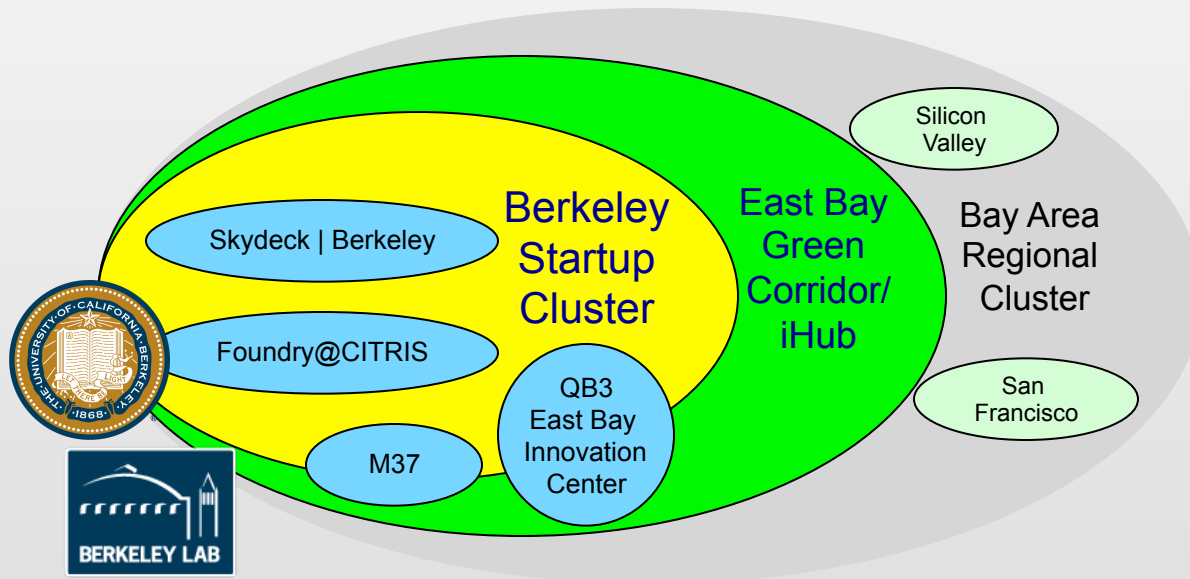 Silicon
Valley
Berkeley
Startup
Cluster
East Bay
Green
Corridor/
iHub
Bay Area
Regional
Cluster
Skydeck | Berkeley
Foundry@CITRIS
QB3
East Bay
Innovation
Center
M37
San
Francisco
THE·UNIVERSITY·OF·CALIFORNIA·BERKELEY·
A
LET THERE BE LIGHT
·1868·
BERKELEY LAB